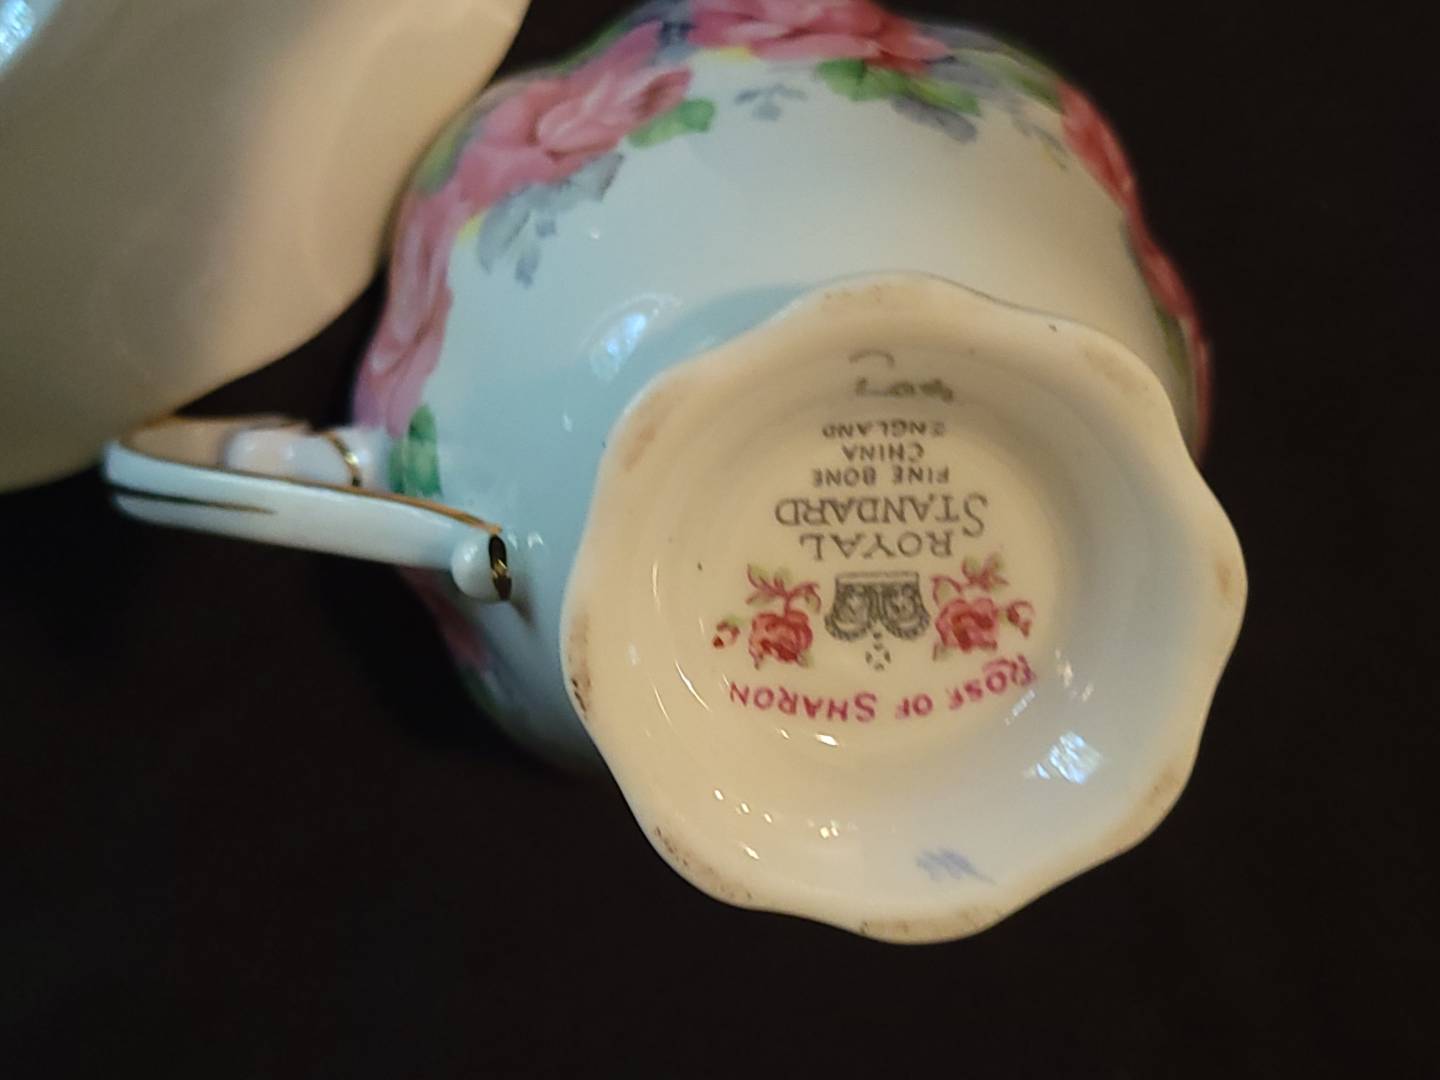 ROSE OF SHARON
ROYAL
STANDARD
FINE BONE
CHINA
ENGLAND